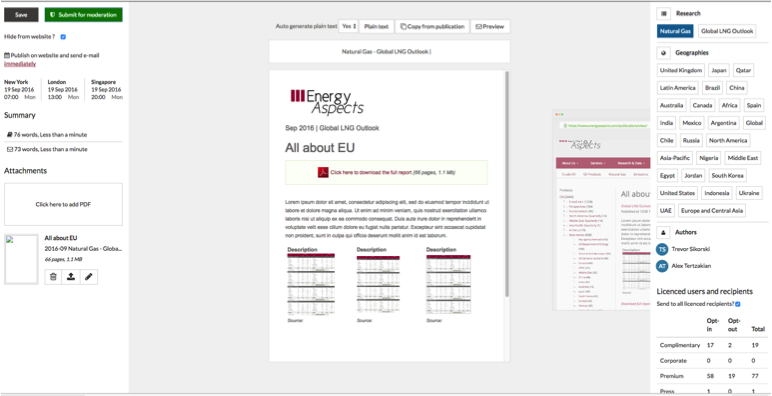 Save
Submit for moderation
Hide from website ?
Publish on website and send e-mail
immediately
New York London Singapore
19 Sep 2016 19 Sep 2016 19 Sep 2016
07:00 Mon 13:00 Mon 20:00 Mon
Summary
76 words, Less than a minute
73 words, Less than a minute
Attachments
Click here to add PDF
All about EU
2016-09 Natural Gas - Globa...
66 pages, 1.1 MB
Auto generate plain text Yes Plain text Copy from publication Preview
Natural Gas - Global LNG Outlook |
Energy
Aspects
Sep 2016 | Global LNG Outlook
All about EU
Click here to download the full report (66 pages, 1.1 MB)
Lorem ipsum dolor sit amet, consectetur adipiscing elit, sed do eiusmod tempor incididunt ut
labore et dolore magna aliqua. Ut enim ad minim veniam, quis nostrud exercitation ullamco
laboris nisi ut aliquip ex ea commodo consequat. Duis aute irure dolor in reprehenderit in
voluptate velit esse cillum dolore eu fugiat nulla pariatur. Excepteur sint occaecat cupidatat
non proident, sunt in culpa qui officia deserunt mollit anim id est laborum.
Description Description Description
Source: Source: Source:
All about
Research
Natural Gas Global LNG Outlook
Geographies
United Kingdom Japan Qatar
Latin America Brazil China
Australia Canada Africa Spain
India Mexico Argentina Global
Chile Russia North America
Asia-Pacific Nigeria Middle East
Egypt Jordan South Korea
United States Indonesia Ukraine
UAE Europe and Central Asia
Authors
TS Trevor Sikorski
AT Alex Tertzakian
Licenced users and recipients
Send to all licenced recipients?
Opt-in Opt-out Total
Complimentary 17 2 19
Corporate 0 0 0
Premium 58 19 77
Press 1 0 1